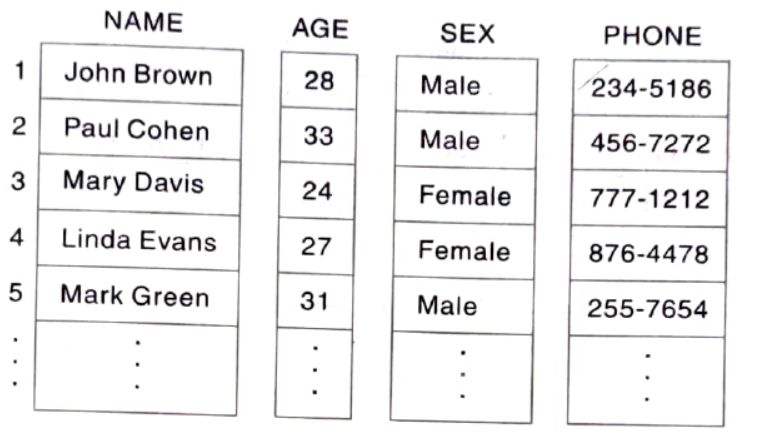 NAME AGE SEX PHONE
1 John Brown 28 Male 234-5186
2 Paul Cohen 33 Male 456-7272
3 Mary Davis 24 Female 777-1212
4 Linda Evans 27 Female 876-4478
5 Mark Green 31 Male 255-7654
. . . . .
. . . . .
. . . . .